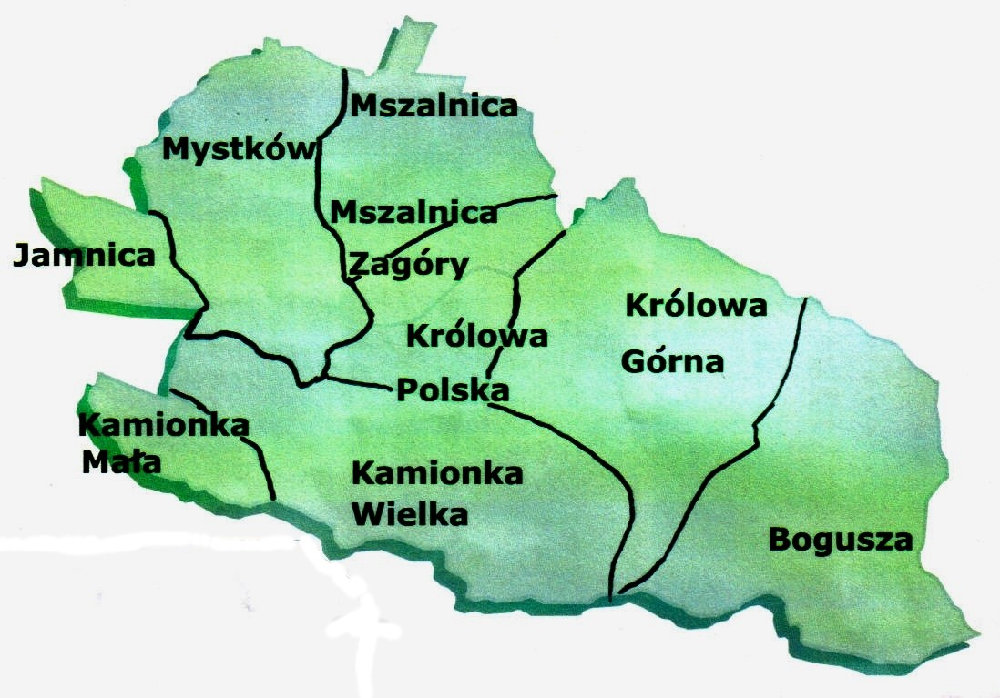 Mszalnica
Mystków
Mszalnica
Zagóry
Jamnica
Królowa
Górna
Królowa
Polska
Kamionka
Mała
Kamionka
Wielka
Bogusza